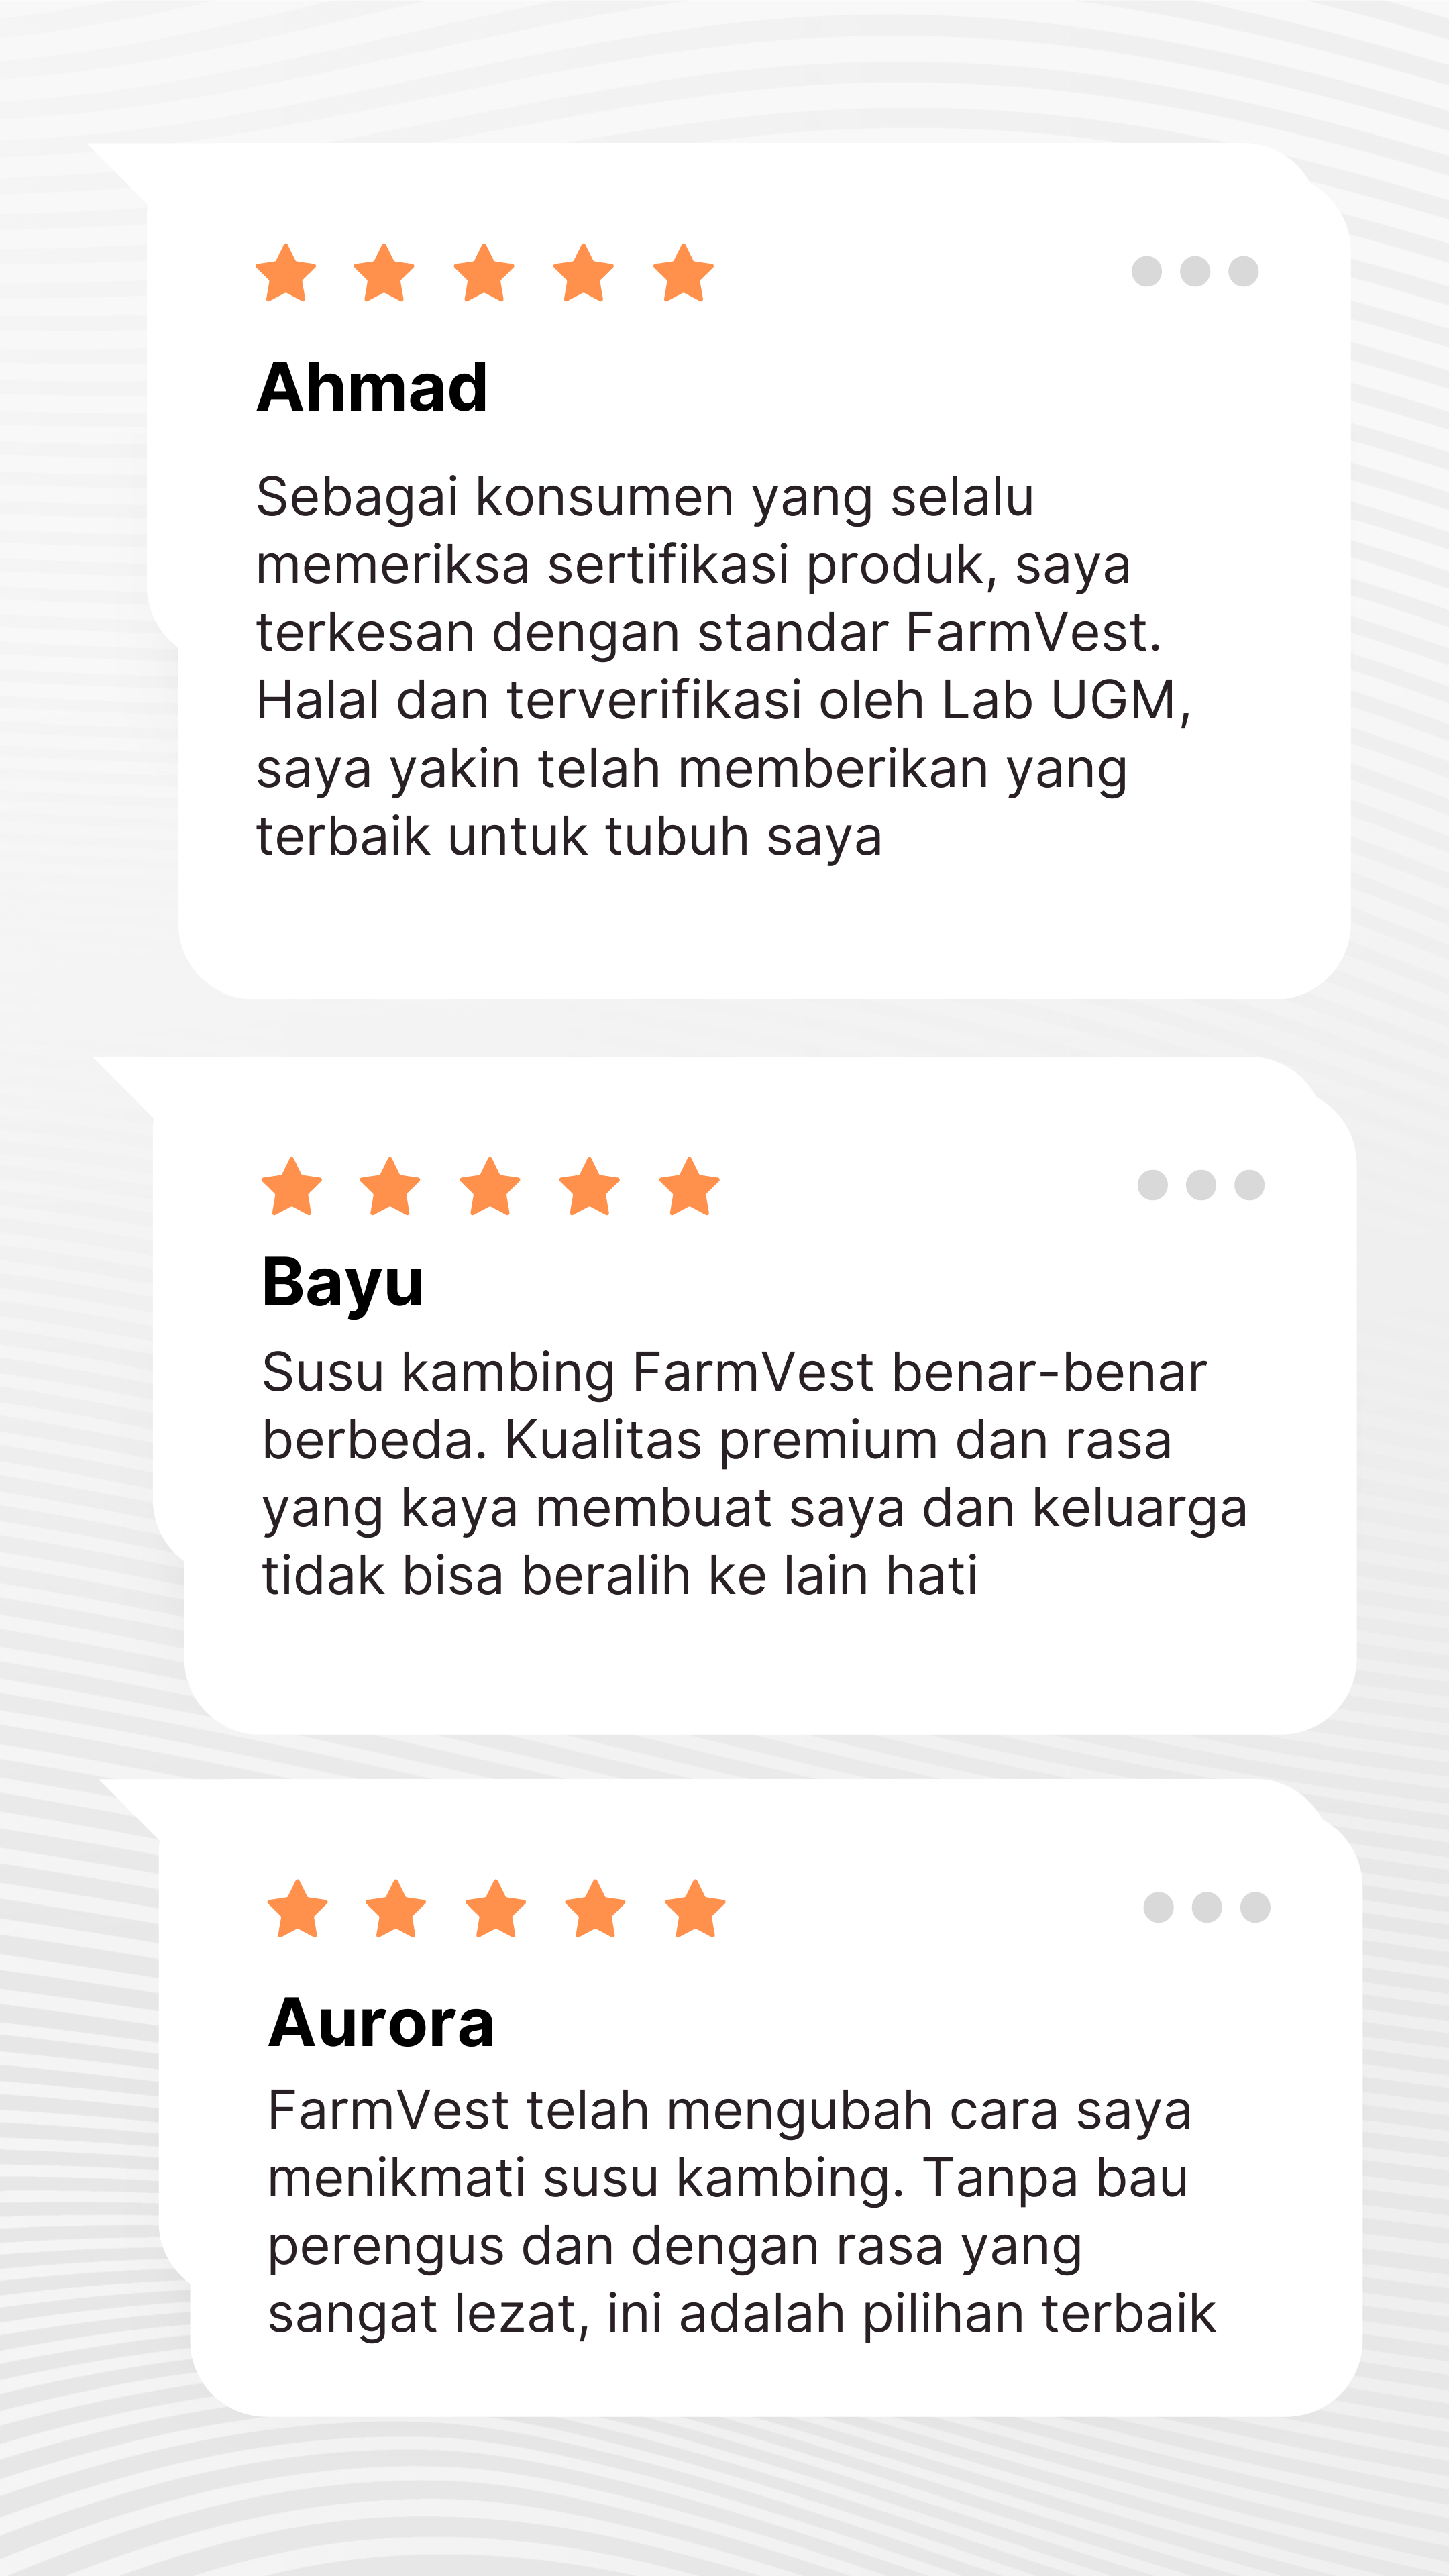 Ahmad
Sebagai konsumen yang selalu
memeriksa sertifikasi produk, saya
terkesan dengan standar FarmVest.
Halal dan terverifikasi oleh Lab UGM,
saya yakin telah memberikan yang
terbaik untuk tubuh saya
Bayu
Susu kambing FarmVest benar-benar
berbeda. Kualitas premium dan rasa
yang kaya membuat saya dan keluarga
tidak bisa beralih ke lain hati
Aurora
FarmVest telah mengubah cara saya
menikmati susu kambing. Tanpa bau
perengus dan dengan rasa yang
sangat lezat, ini adalah pilihan terbaik